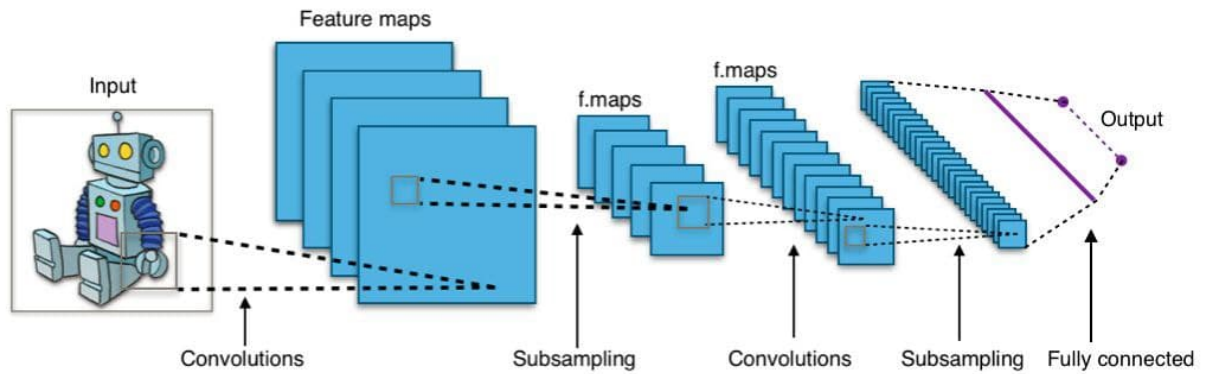 Feature maps
f.maps
f.maps
Input
Output
Convolutions
Subsampling
Convolutions
Subsampling
Fully connected